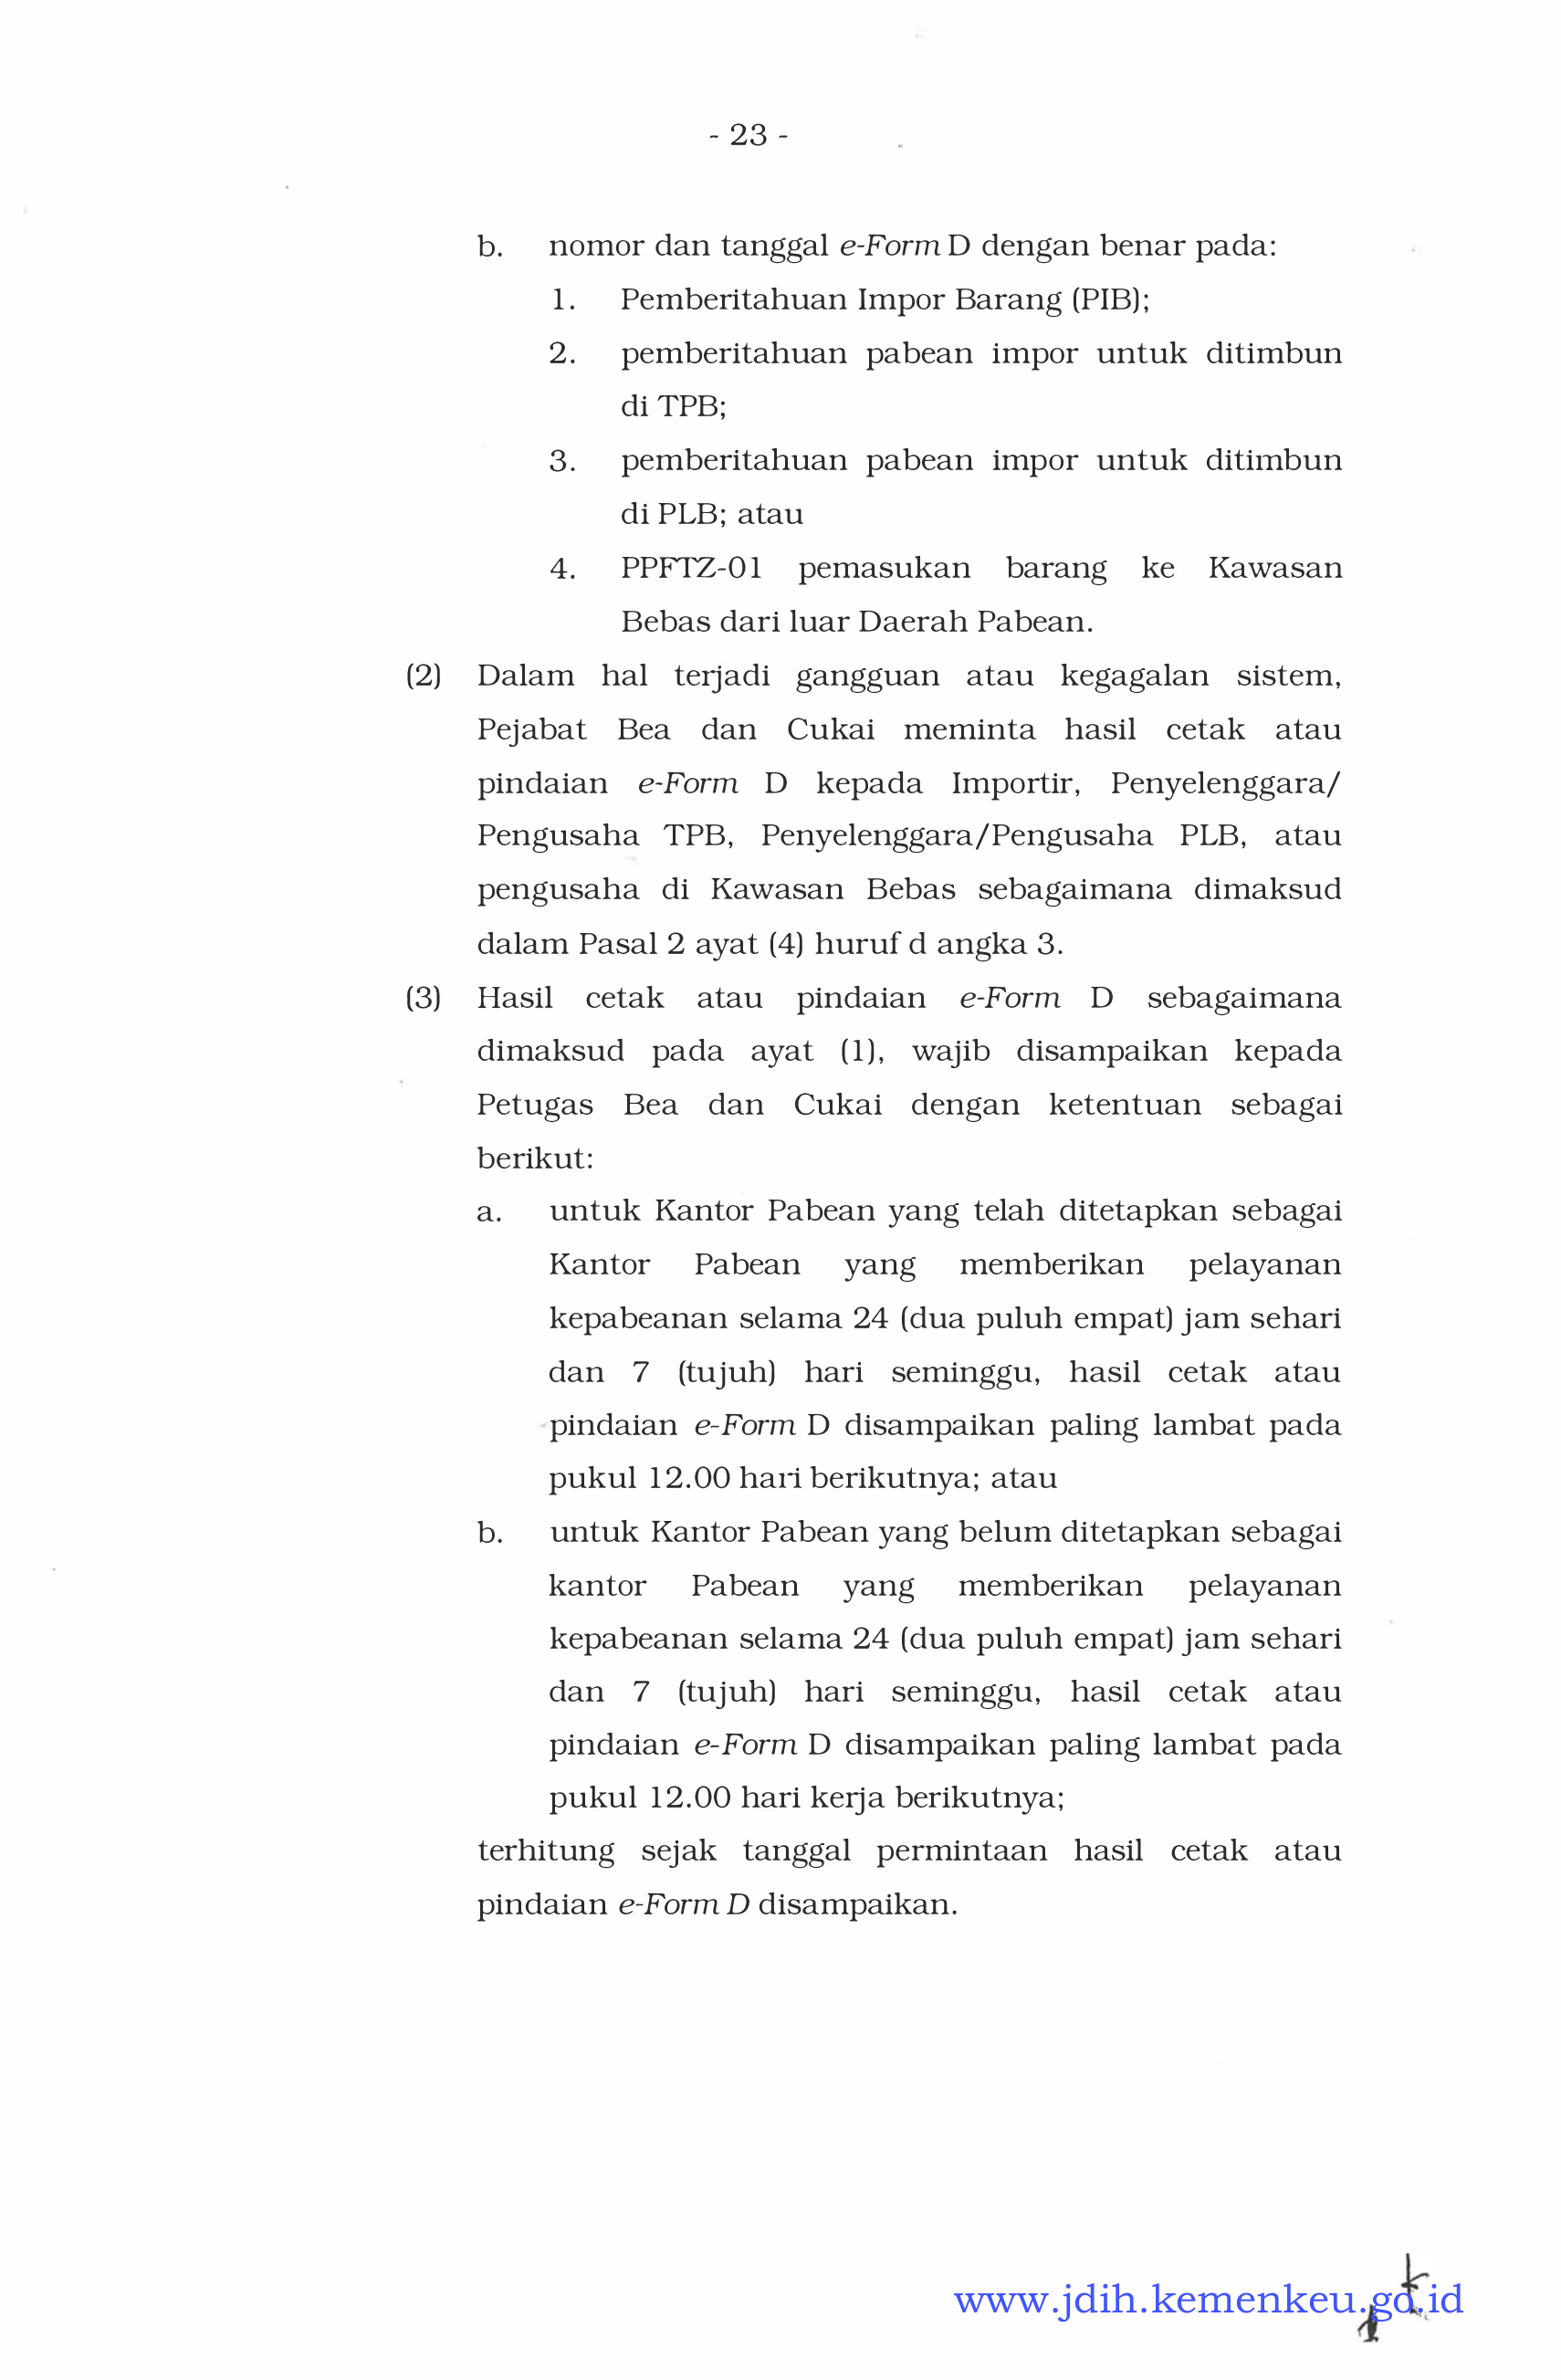 - 23 -
b. nomor dan tanggal e-Form D dengan benar pada:
1. Pemberitahuan Impor Barang (PIB);
2. pemberitahuan pabean impor untuk ditimbun
di TPB;
3. pemberitahuan pabean impor untuk ditimbun
di PLB; atau
4. PPFTZ-01 pemasukan barang ke Kawasan
Bebas dari luar Daerah Pabean.
(2) Dalam hal terjadi gangguan atau kegagalan sistem,
Pejabat Bea dan Cukai meminta hasil cetak atau
pindaian e-Form D kepada Importir, Penyelenggara/
Pengusaha TPB, Penyelenggara/Pengusaha PLB, atau
pengusaha di Kawasan Bebas sebagaimana dimaksud
dalam Pasal 2 ayat (4) huruf d angka 3.
(3) Hasil cetak atau pindaian e-Form D sebagaimana
dimaksud pada ayat (1), wajib disampaikan kepada
Petugas Bea dan Cukai dengan ketentuan sebagai
berikut:
a. untuk Kantor Pabean yang telah ditetapkan sebagai
Kantor Pabean yang memberikan pelayanan
kepabeanan selama 24 (dua puluh empat) jam sehari
dan 7 (tujuh) hari seminggu, hasil cetak atau
pindaian e-Form D disampaikan paling lambat pada
pukul 12.00 hari berikutnya; atau
b. untuk Kantor Pabean yang belum ditetapkan sebagai
kantor Pabean yang memberikan pelayanan
kepabeanan selama 24 (dua puluh empat) jam sehari
dan 7 (tujuh) hari seminggu, hasil cetak atau
pindaian e-Form D disampaikan paling lambat pada
pukul 12.00 hari kerja berikutnya;
terhitung sejak tanggal permintaan hasil cetak atau
pindaian e-Form D disampaikan.
www.jdih.kemenkeu.go.id